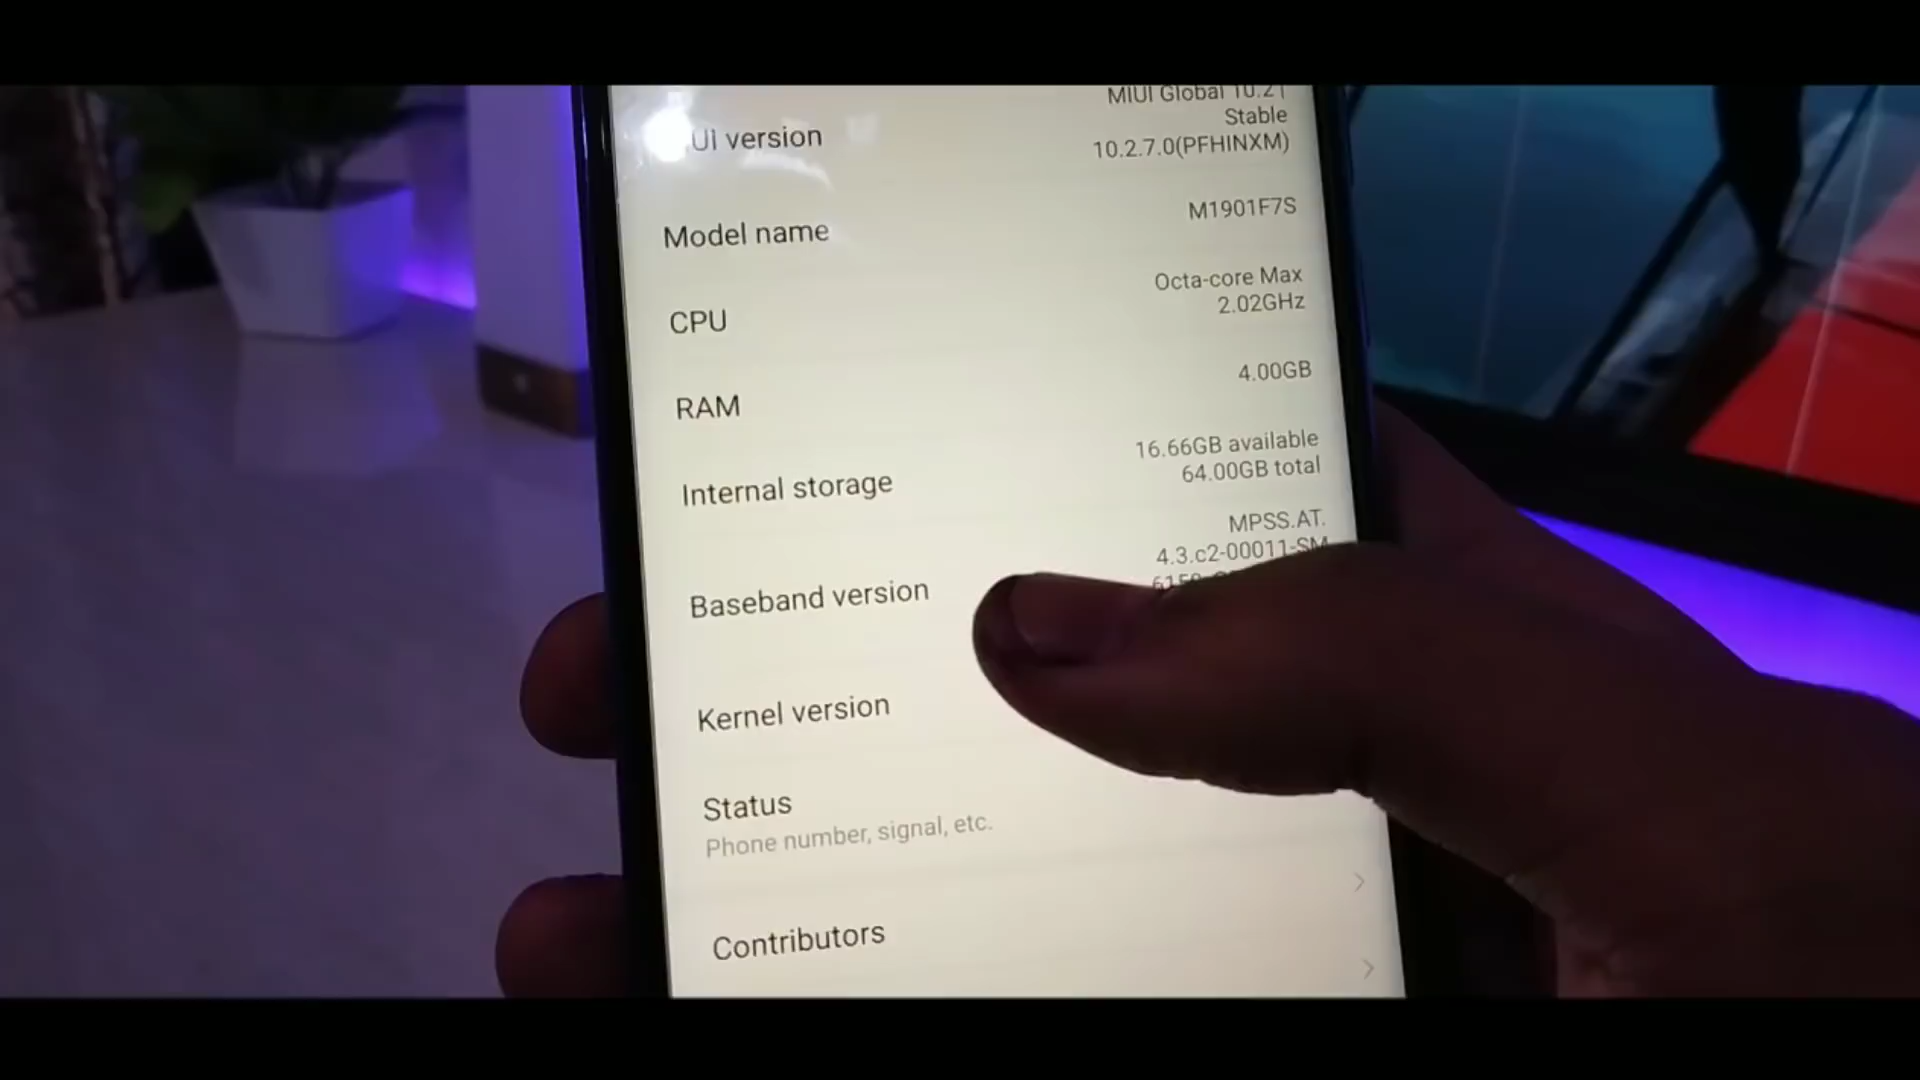 MIUI Global 10.2 |
Stable
10.2.7.0(PFHINXM)
UI version
Model name
M1901F7S
CPU
Octa-core Max
2.02GHz
RAM
4.00GB
Internal storage
16.66GB available
64.00GB total
Baseband version
MPSS.AT.
4.3.c2-00011-SM
Kernel version
Status
Phone number, signal, etc.
Contributors